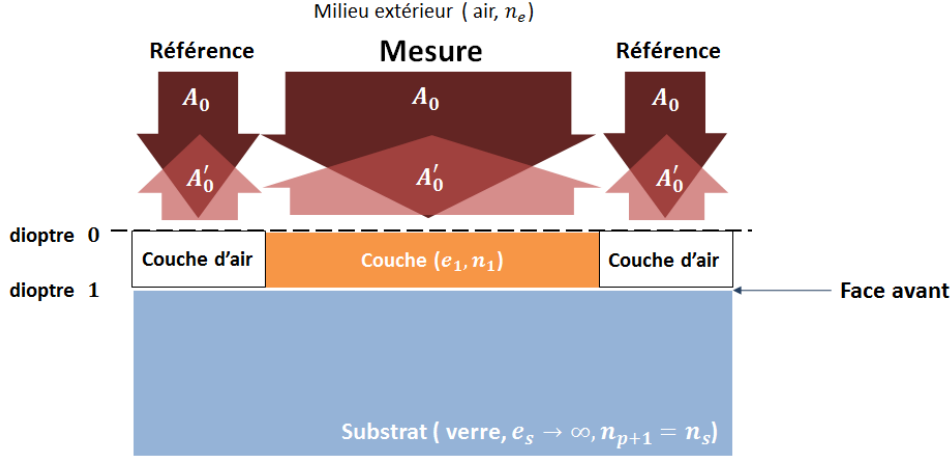 Milieu extérieur ( air, nₑ)
Référence
Mesure
Référence
A₀
A₀
A₀
A′₀
A′₀
A′₀
dioptre 0
Couche d'air
Couche (e₁, n₁)
Couche d'air
dioptre 1
Face avant
Substrat ( verre, eₛ → ∞, nₚ₊₁ = nₛ)